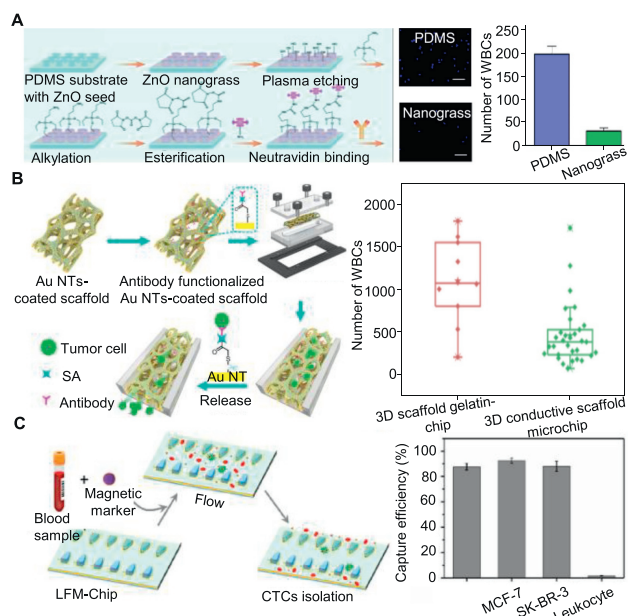 A
PDMS substrate
with ZnO seed
ZnO nanograss
Plasma etching
Alkylation
Esterification
Neutravidin binding
PDMS
Nanograss
Number of WBCs
250
200
150
100
50
0
PDMS
Nanograss
B
Au NTs-
coated scaffold
Antibody functionalized
Au NTs-coated scaffold
Tumor cell
SA
Antibody
Au NT
Release
Number of WBCs
2000
1500
1000
500
0
3D scaffold gelatin-
chip
3D conductive scaffold
microchip
C
Blood
sample
+
Magnetic
marker
Flow
LFM-Chip
CTCs isolation
Capture efficiency (%)
100
80
60
40
20
0
MCF-7
SK-BR-3
Leukocyte